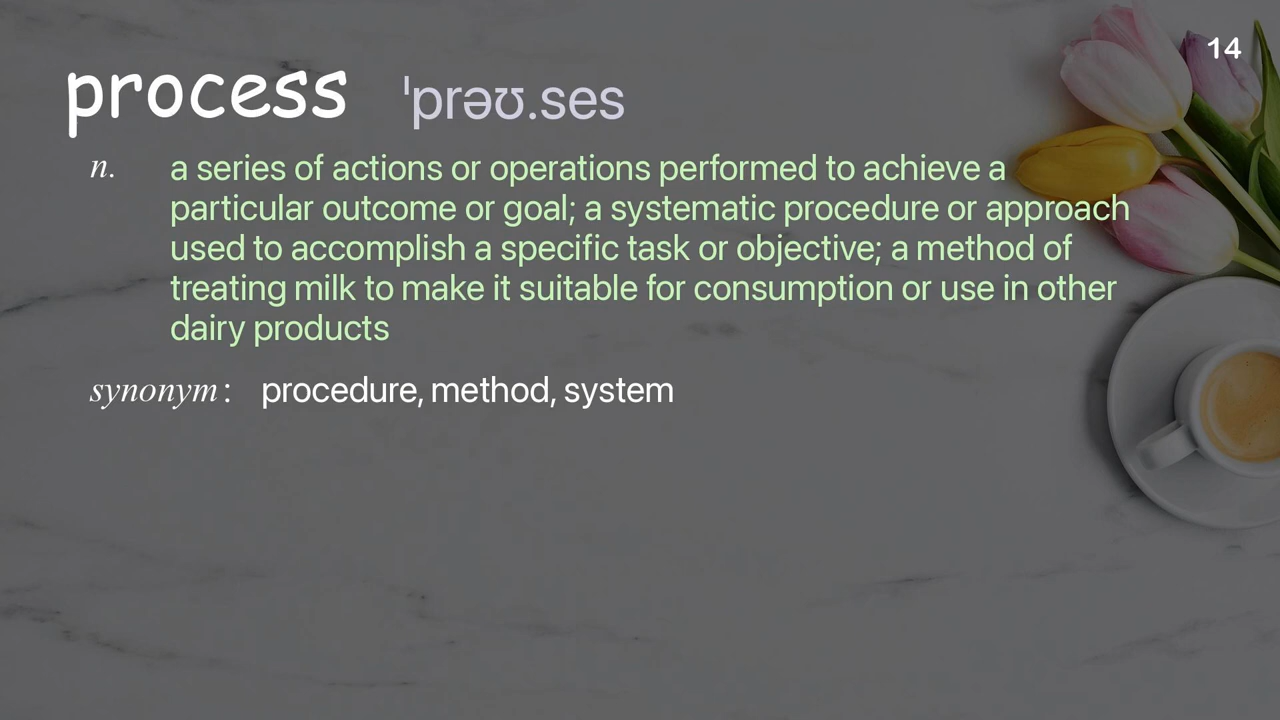 14
process ˈprəʊ.ses
n. a series of actions or operations performed to achieve a
particular outcome or goal; a systematic procedure or approach
used to accomplish a specific task or objective; a method of
treating milk to make it suitable for consumption or use in other
dairy products
synonym: procedure, method, system